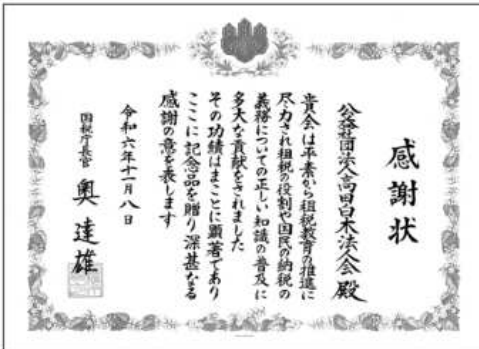 感謝状
公益社団法人高田白木法会 殿
貴会は平素から租税教育の推進に
尽力され租税の役割や国民の納税の
義務についての正しい知識の普及に
多大な貢献をされました
その功績はまことに顕著であり
ここに記念品を贈り深甚なる
感謝の意を表します
令和六年十一月八日
国税庁長官 奥 達雄